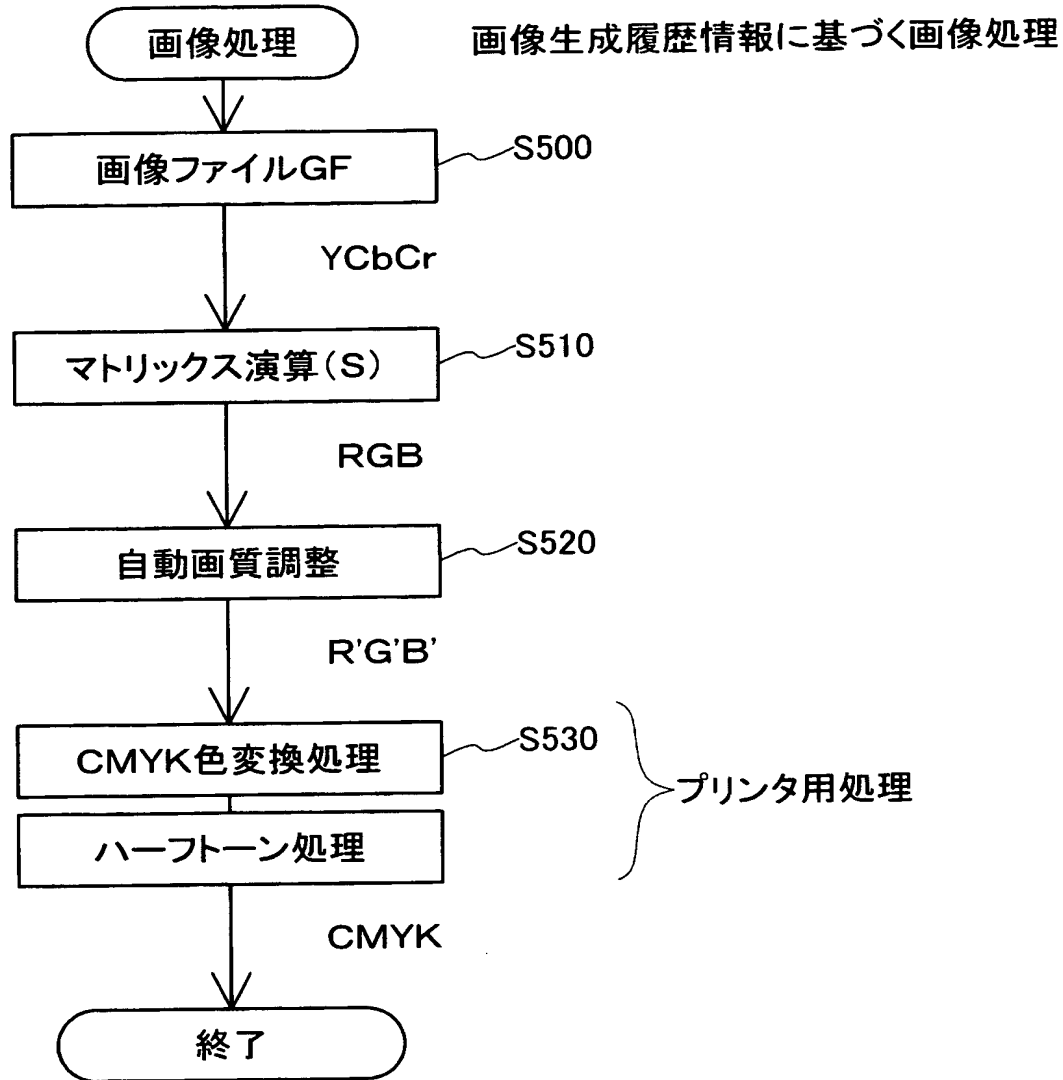 画像処理
画像生成履歴情報に基づく画像処理
画像ファイルGF
S500
YCbCr
マトリックス演算(S)
S510
RGB
自動画質調整
S520
R'G'B'
CMYK色変換処理
S530
プリンタ用処理
ハーフトーン処理
CMYK
終了